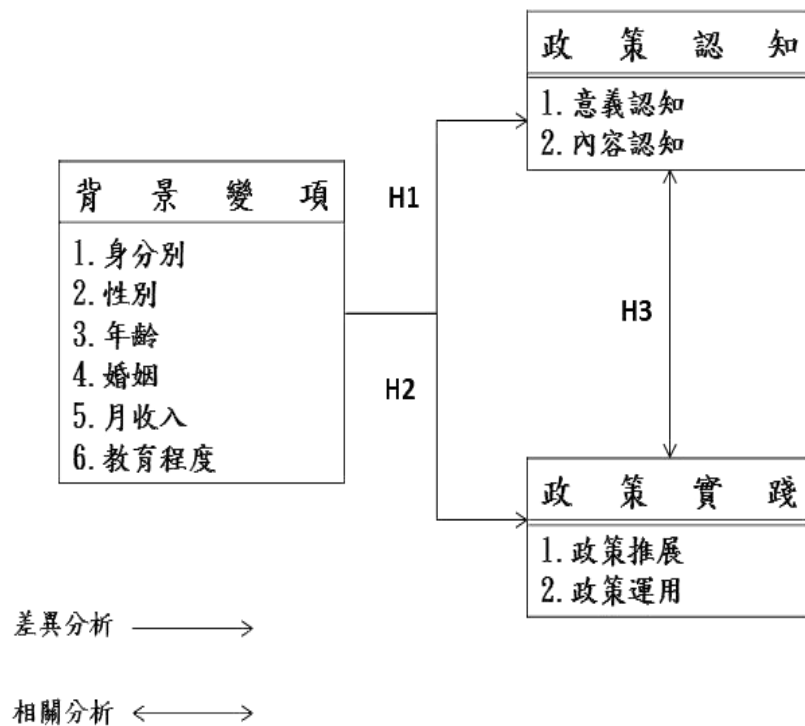 政策認知
1.意義認知
2.內容認知
背景變項
1.身分別
2.性別
3.年齡
4.婚姻
5.月收入
6.教育程度
H1
H2
H3
政策實踐
1.政策推展
2.政策運用
差異分析
相關分析